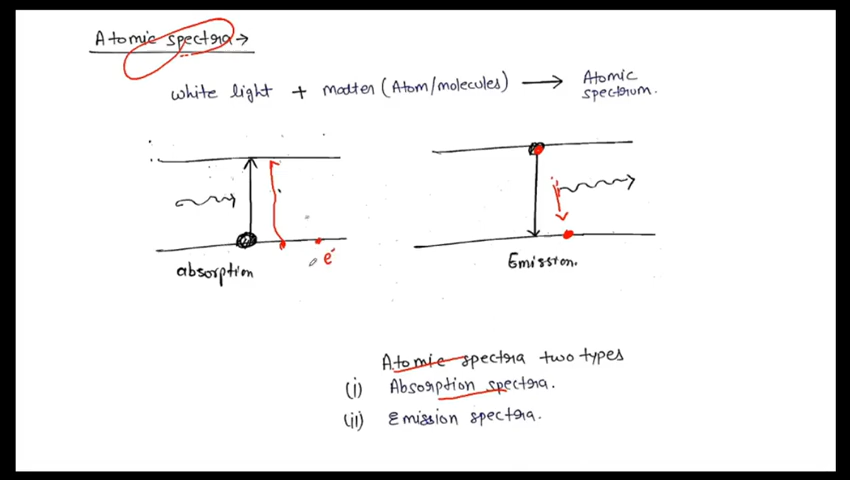 Atomic spectra→
white light + matter (Atom/molecules) ⟶ Atomic spectrum.
absorption
e⁻
Emission.
Atomic spectra two types
(i) Absorption spectra.
(ii) Emission spectra.